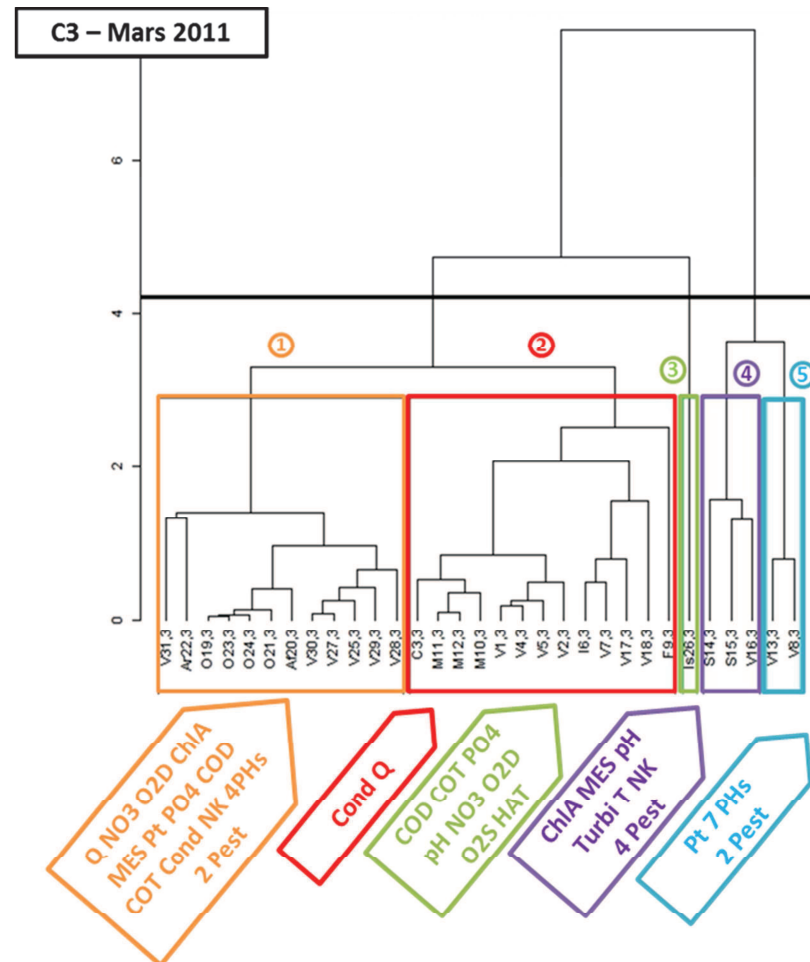 C3 – Mars 2011
6
4
2
0
1
2
3
4
5
V31,3
Ar22,3
O19,3
O23,3
O24,3
O21,3
Af20,3
V30,3
V27,3
V25,3
V29,3
V28,3
C3,3
M11,3
M12,3
M10,3
V1,3
V4,3
V5,3
V2,3
I6,3
V7,3
V17,3
V18,3
F9,3
Is26,3
S14,3
S15,3
V16,3
V13,3
V8,3
Q NO3 O2D ChlA
MES Pt PO4 COD
COT Cond NK 4PHs
2 Pest
Cond Q
COD COT PO4
pH NO3 O2D
O2S HAT
ChlA MES pH
Turbi T NK
4 Pest
Pt 7 PHs
2 Pest